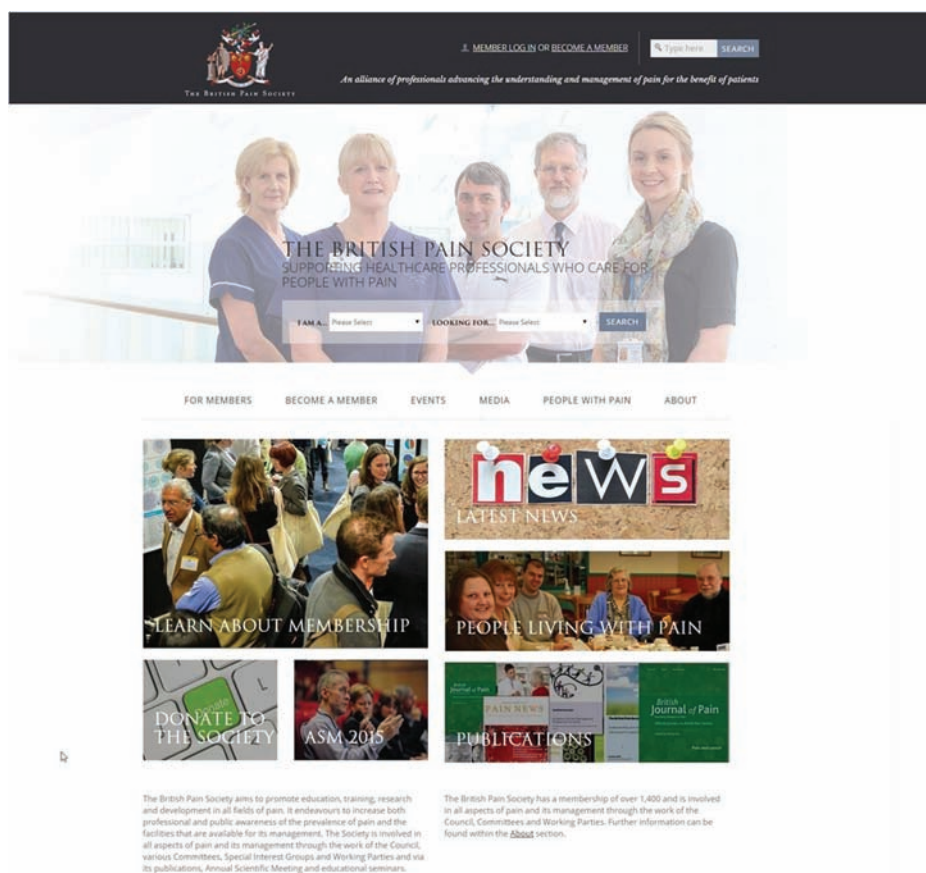 MEMBER LOG IN OR BECOME A MEMBER
Type here
SEARCH
THE BRITISH PAIN SOCIETY
An alliance of professionals advancing the understanding and management of pain for the benefit of patients
THE BRITISH PAIN SOCIETY
SUPPORTING HEALTHCARE PROFESSIONALS WHO CARE FOR
PEOPLE WITH PAIN
I AM A... Please Select LOOKING FOR... Please Select SEARCH
FOR MEMBERS BECOME A MEMBER EVENTS MEDIA PEOPLE WITH PAIN ABOUT
LEARN ABOUT MEMBERSHIP
news
LATEST NEWS
PEOPLE LIVING WITH PAIN
Donate
DONATE TO
THE SOCIETY
ASM 2015
British
Journal of Pain
PAIN NEWS
British
Journal of Pain
PUBLICATIONS
The British Pain Society aims to promote education, training, research
and development in all fields of pain. It endeavours to increase both
professional and public awareness of the prevalence of pain and the
facilities that are available for its management. The Society is involved in
all aspects of pain and its management through the work of the Council,
various Committees, Special Interest Groups and Working Parties and via
its publications, Annual Scientific Meeting and educational seminars.
The British Pain Society has a membership of over 1,400 and is involved
in all aspects of pain and its management through the work of the
Council, Committees and Working Parties. Further information can be
found within the About section.